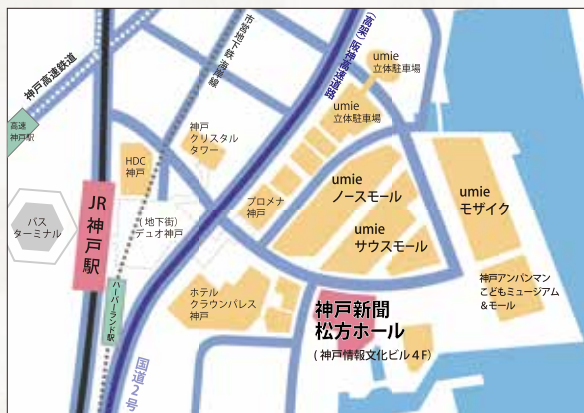 神戸高速鉄道
市営地下鉄 海岸線
(高架) 阪神高速道路
umie
立体駐車場
umie
立体駐車場
高速
神戸駅
神戸
クリスタル
タワー
HDC
神戸
JR
神戸駅
バス
ターミナル
(地下街)
デュオ神戸
プロメナ
神戸
umie
ノースモール
umie
サウスモール
umie
モザイク
神戸アンパンマン
こどもミュージアム
&モール
ハーバーランド駅
ホテル
クラウンパレス
神戸
神戸新聞
松方ホール
(神戸情報文化ビル4F)
国道2号